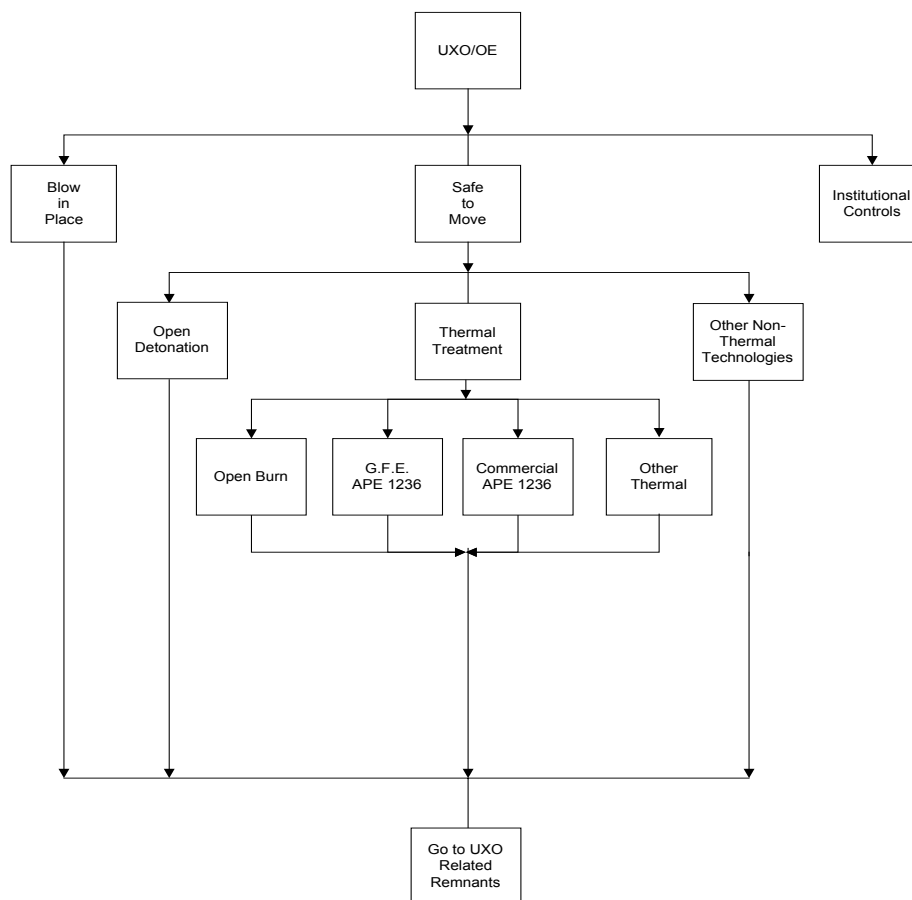 UXO/OE
Blow
in
Place
Safe
to
Move
Institutional
Controls
Open
Detonation
Thermal
Treatment
Other Non-
Thermal
Technologies
Open Burn
G.F.E.
APE 1236
Commercial
APE 1236
Other
Thermal
Go to UXO
Related
Remnants